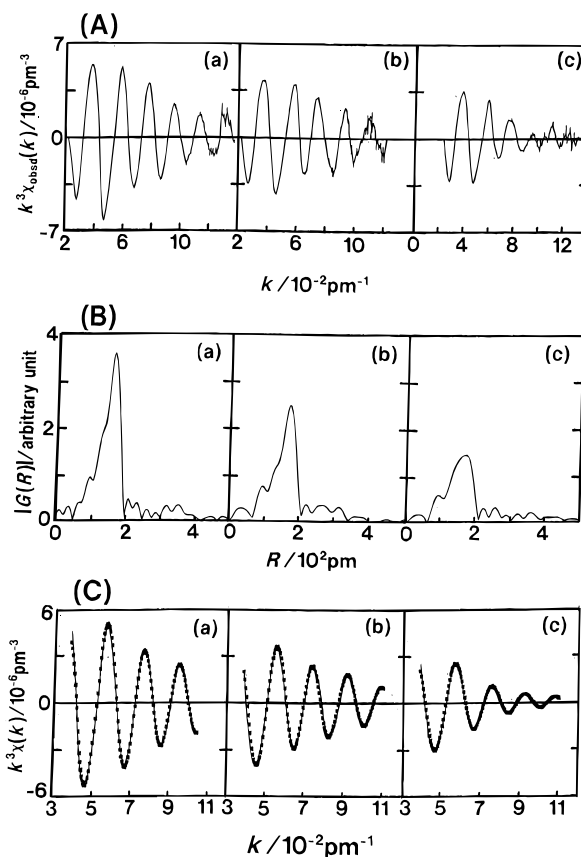 (A)
7
(a)
(b)
(c)
k³χobsd(k)/10⁻⁶pm⁻³
0
-7
2 6 10 2 6 10 0 4 8 12
k/10⁻²pm⁻¹
(B)
4
(a)
(b)
(c)
|G(R)|/arbitrary unit
2
0
0 2 4 0 2 4 0 2 4
R/10²pm
(C)
6
(a)
(b)
(c)
k³χ(k)/10⁻⁶pm⁻³
0
-6
3 5 7 9 11 3 5 7 9 11 3 5 7 9 11
k/10⁻²pm⁻¹